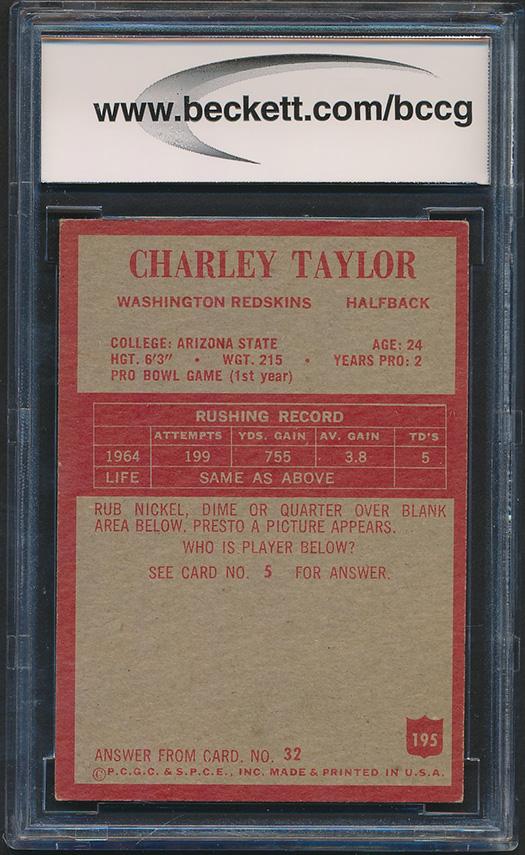 www.beckett.com/bccg
CHARLEY TAYLOR
WASHINGTON REDSKINS HALFBACK
COLLEGE: ARIZONA STATE AGE: 24
HGT. 6'3" • WGT. 215 • YEARS PRO: 2
PRO BOWL GAME (1st year)
RUSHING RECORD
ATTEMPTS YDS. GAIN AV. GAIN TD'S
1964 199 755 3.8 5
LIFE SAME AS ABOVE
RUB NICKEL, DIME OR QUARTER OVER BLANK
AREA BELOW, PRESTO A PICTURE APPEARS.
WHO IS PLAYER BELOW?
SEE CARD NO. 5 FOR ANSWER.
195
ANSWER FROM CARD. NO. 32
©P.C.G.C. & S.P.C.E., INC. MADE & PRINTED IN U.S.A.